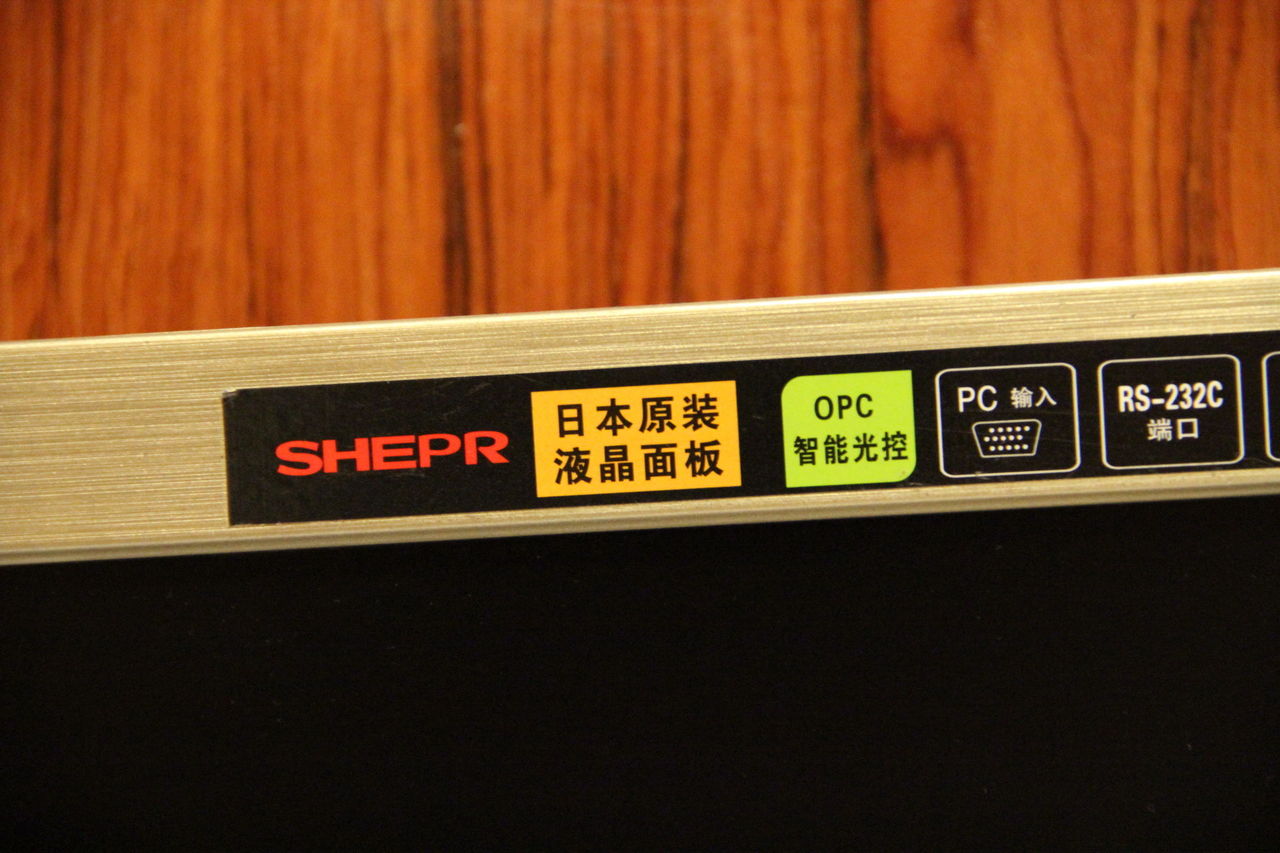 SHEPR
日本原装
液晶面板
OPC
智能光控
PC 输入
RS-232C
端口